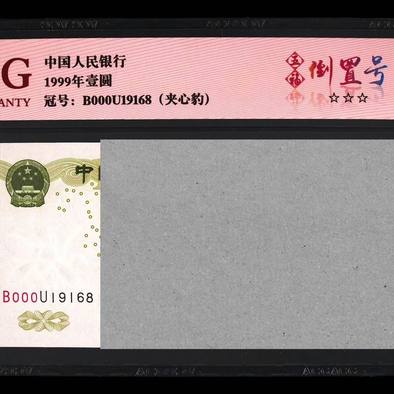 G
ANTY
中国人民银行
1999年壹圆
冠号：B000U19168（夹心豹）
倒置号
☆☆☆
中
B000U19168